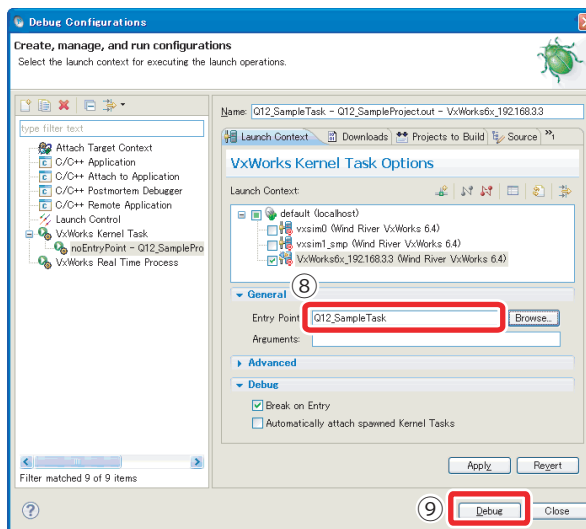 Debug Configurations
Create, manage, and run configurations
Select the launch context for executing the launch operations.
Name: Q12_SampleTask - Q12_SampleProject.out - VxWorks6x_192.168.3.3
type filter text
Launch Context Downloads Projects to Build Source »1
Attach Target Context
C/C++ Application
C/C++ Attach to Application
C/C++ Postmortem Debugger
C/C++ Remote Application
Launch Control
VxWorks Kernel Task
noEntryPoint - Q12_SamplePro
VxWorks Real Time Process
VxWorks Kernel Task Options
Launch Context:
default (localhost)
vxsim0 (Wind River VxWorks 6.4)
vxsim1_smp (Wind River VxWorks 6.4)
VxWorks6x_192.168.3.3 (Wind River VxWorks 6.4)
⑧
General
Entry Point: Q12_SampleTask Browse...
Arguments:
Advanced
Debug
Break on Entry
Automatically attach spawned Kernel Tasks
Apply Revert
Filter matched 9 of 9 items
⑨
? Debug Close